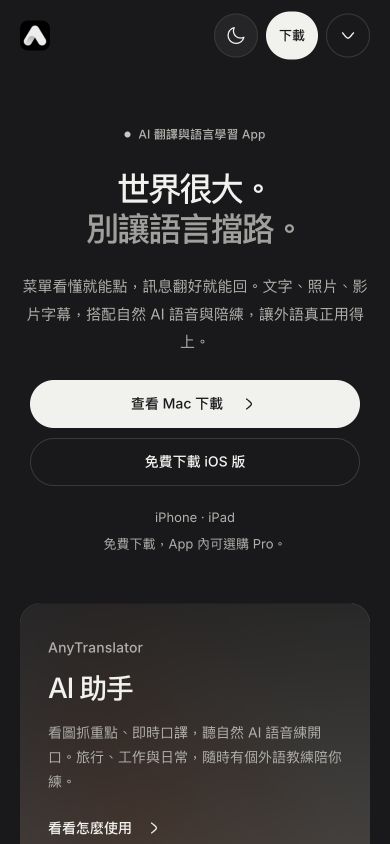 下載
AI 翻譯與語言學習 App
世界很大。
別讓語言擋路。
菜單看懂就能點，訊息翻好就能回。文字、照片、影
片字幕，搭配自然 AI 語音與陪練，讓外語真正用得
上。
查看 Mac 下載
免費下載 iOS 版
iPhone · iPad
免費下載，App 內可選購 Pro。
AnyTranslator
AI 助手
看圖抓重點、即時口譯，聽自然 AI 語音練開
口。旅行、工作與日常，隨時有個外語教練陪你
練。
看看怎麼使用